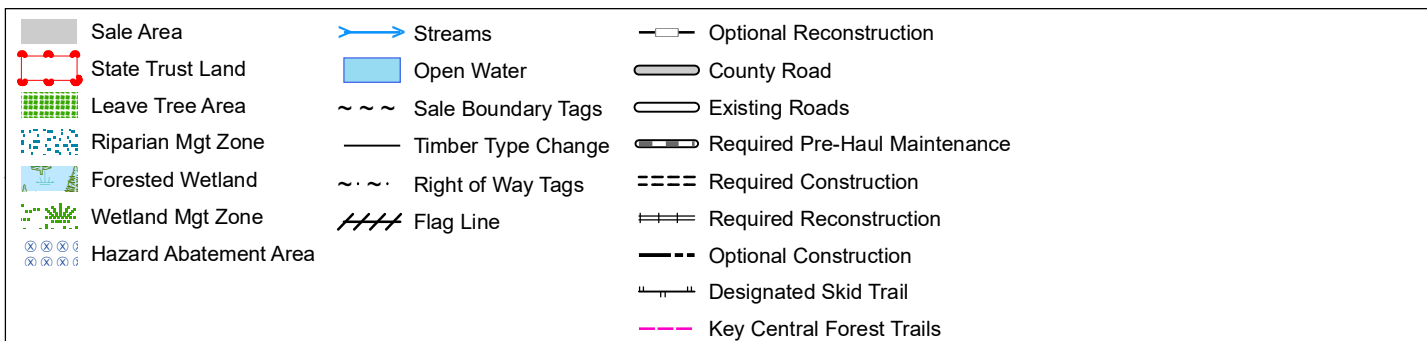 Sale Area
State Trust Land
Leave Tree Area
Riparian Mgt Zone
Forested Wetland
Wetland Mgt Zone
Hazard Abatement Area
Streams
Open Water
Sale Boundary Tags
Timber Type Change
Right of Way Tags
Flag Line
Optional Reconstruction
County Road
Existing Roads
Required Pre-Haul Maintenance
Required Construction
Required Reconstruction
Optional Construction
Designated Skid Trail
Key Central Forest Trails